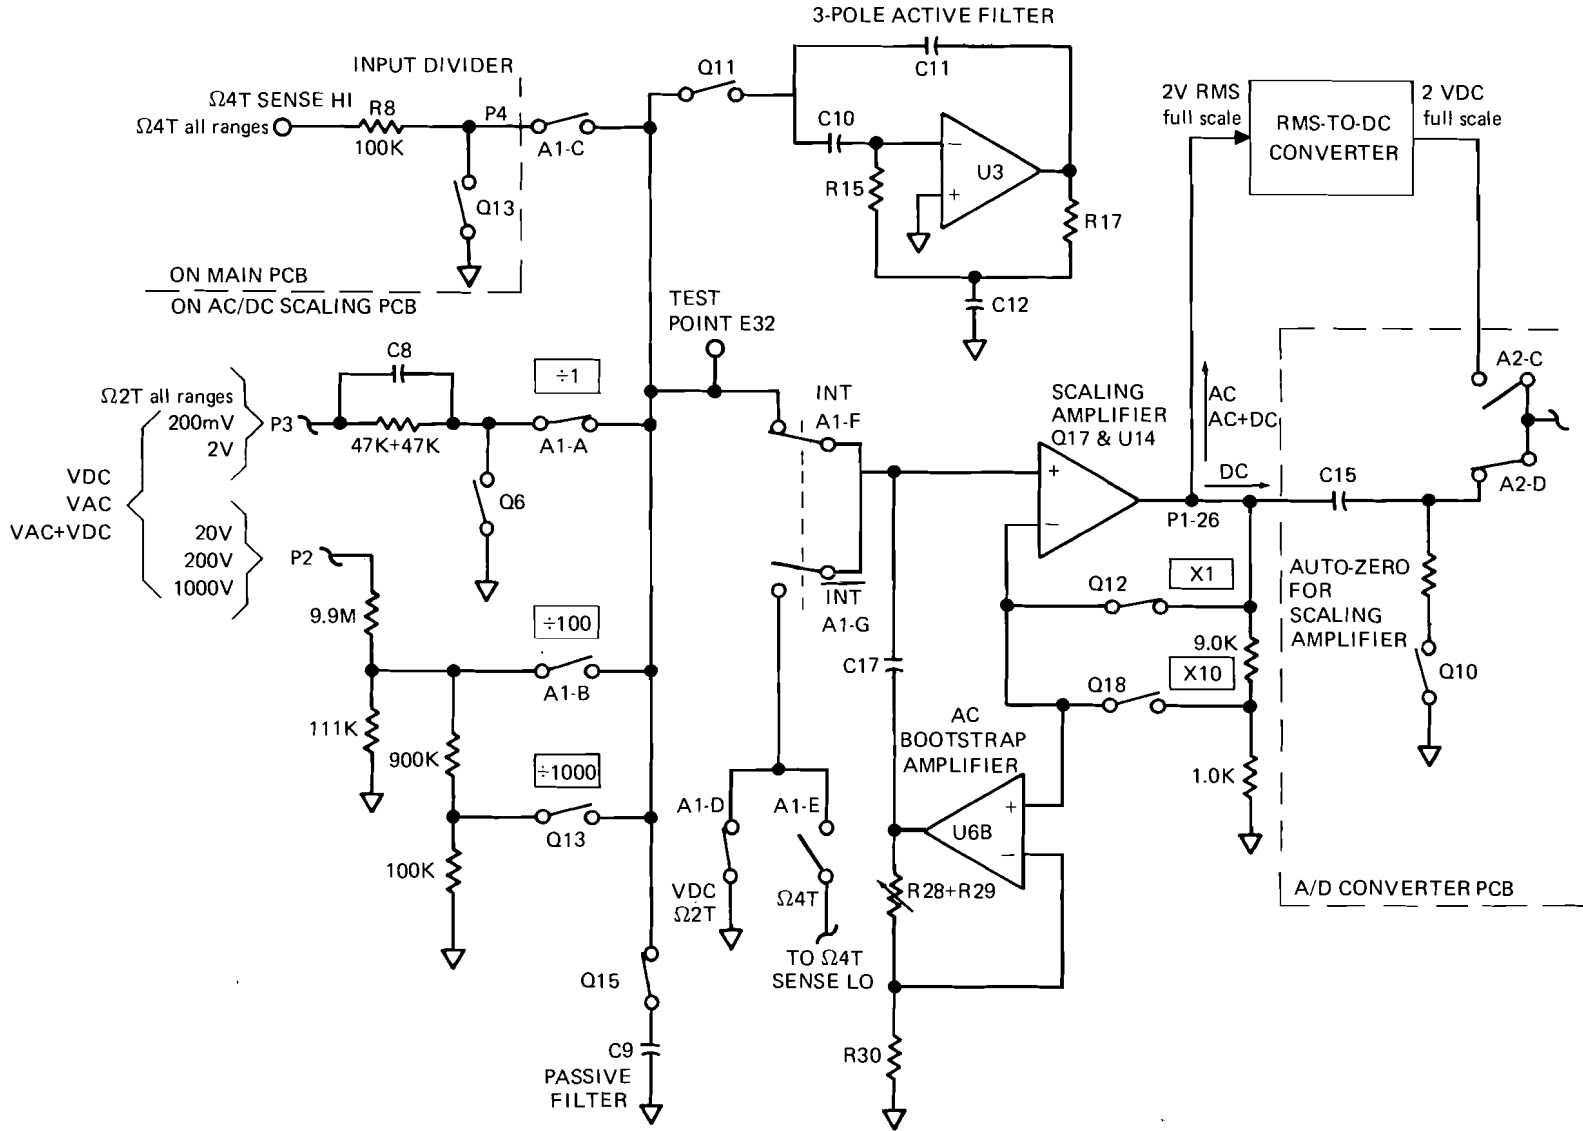 3-POLE ACTIVE FILTER
INPUT DIVIDER
Ω4T SENSE HI
Ω4T all ranges
R8
100K
P4
A1-C
Q13
ON MAIN PCB
ON AC/DC SCALING PCB
Q11
C11
C10
R15
U3
−
+
R17
C12
2V RMS
full scale
RMS-TO-DC
CONVERTER
2 VDC
full scale
TEST
POINT E32
C8
÷1
Ω2T all ranges
200mV
2V
P3
47K+47K
A1-A
Q6
VDC
VAC
VAC+VDC
20V
200V
1000V
P2
9.9M
÷100
A1-B
111K
900K
÷1000
Q13
100K
Q15
C9
PASSIVE
FILTER
INT
A1-F
INT
A1-G
A1-D
A1-E
VDC
Ω2T
Ω4T
TO Ω4T
SENSE LO
SCALING
AMPLIFIER
Q17 & U14
+
−
AC
AC+DC
DC
P1-26
C15
A2-C
A2-D
Q12
X1
9.0K
C17
Q18
X10
AC
BOOTSTRAP
AMPLIFIER
1.0K
+
U6B
−
R28+R29
R30
AUTO-ZERO
FOR
SCALING
AMPLIFIER
Q10
A/D CONVERTER PCB